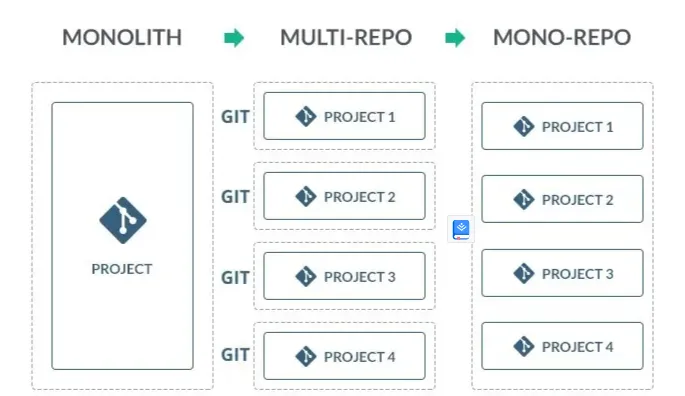 MONOLITH
MULTI-REPO
MONO-REPO
PROJECT
GIT
PROJECT 1
GIT
PROJECT 2
GIT
PROJECT 3
GIT
PROJECT 4
PROJECT 1
PROJECT 2
PROJECT 3
PROJECT 4